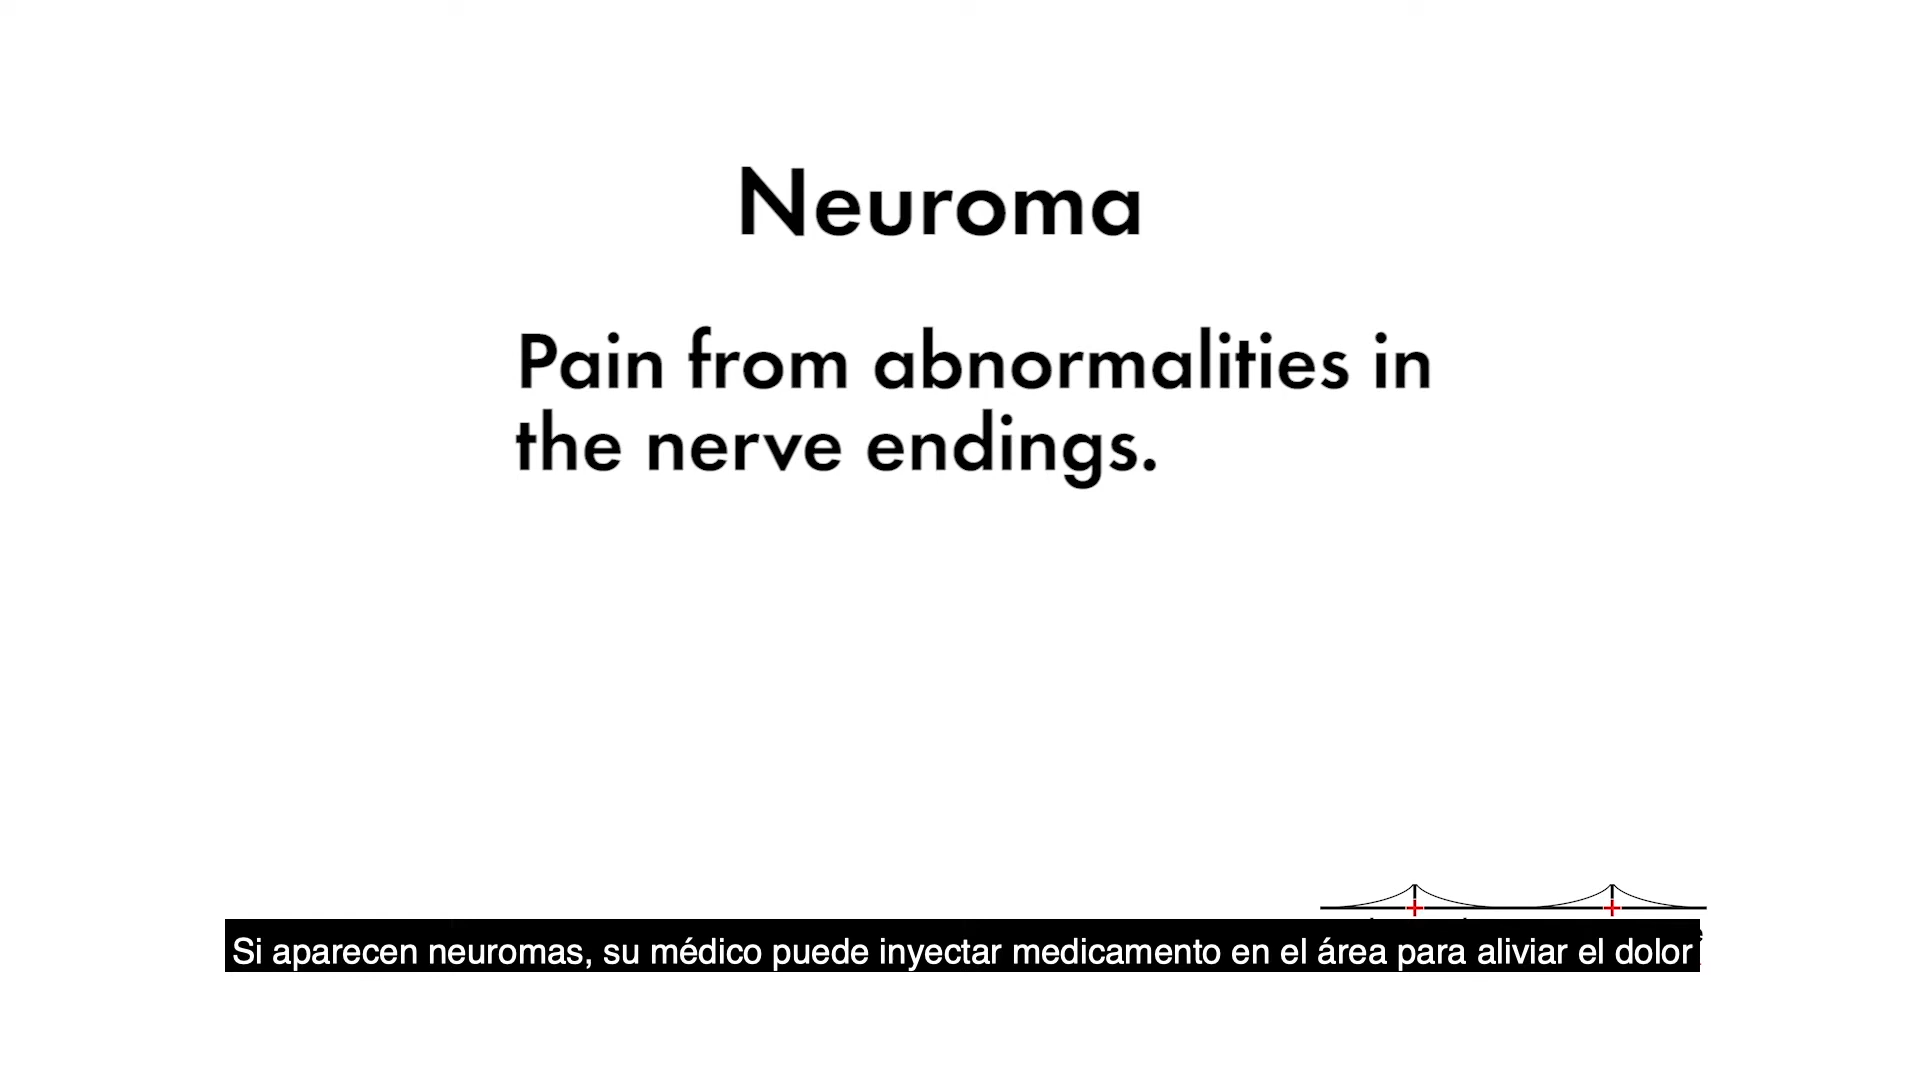 Neuroma
Pain from abnormalities in
the nerve endings.
Si aparecen neuromas, su médico puede inyectar medicamento en el área para aliviar el dolor